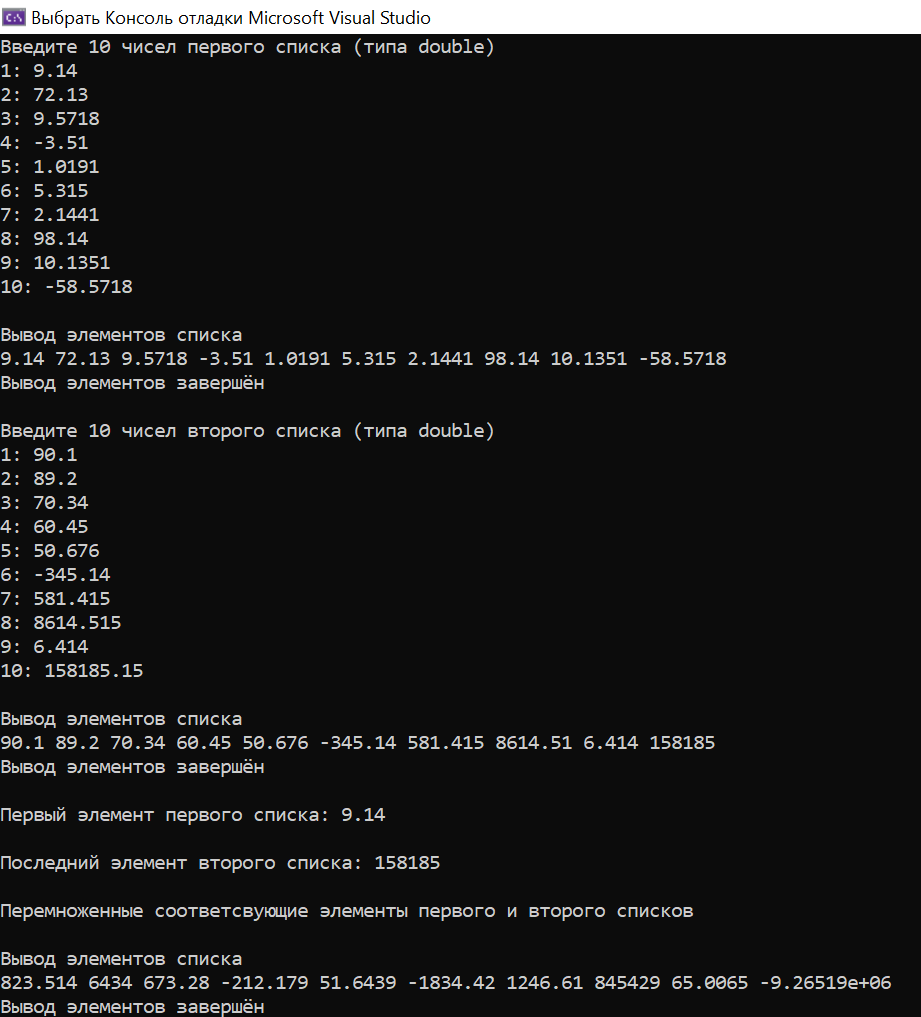 Выбрать Консоль отладки Microsoft Visual Studio
Введите 10 чисел первого списка (типа double)
1: 9.14
2: 72.13
3: 9.5718
4: -3.51
5: 1.0191
6: 5.315
7: 2.1441
8: 98.14
9: 10.1351
10: -58.5718
Вывод элементов списка
9.14 72.13 9.5718 -3.51 1.0191 5.315 2.1441 98.14 10.1351 -58.5718
Вывод элементов завершён
Введите 10 чисел второго списка (типа double)
1: 90.1
2: 89.2
3: 70.34
4: 60.45
5: 50.676
6: -345.14
7: 581.415
8: 8614.515
9: 6.414
10: 158185.15
Вывод элементов списка
90.1 89.2 70.34 60.45 50.676 -345.14 581.415 8614.51 6.414 158185
Вывод элементов завершён
Первый элемент первого списка: 9.14
Последний элемент второго списка: 158185
Перемноженные соответсвующие элементы первого и второго списков
Вывод элементов списка
823.514 6434 673.28 -212.179 51.6439 -1834.42 1246.61 845429 65.0065 -9.26519e+06
Вывод элементов завершён